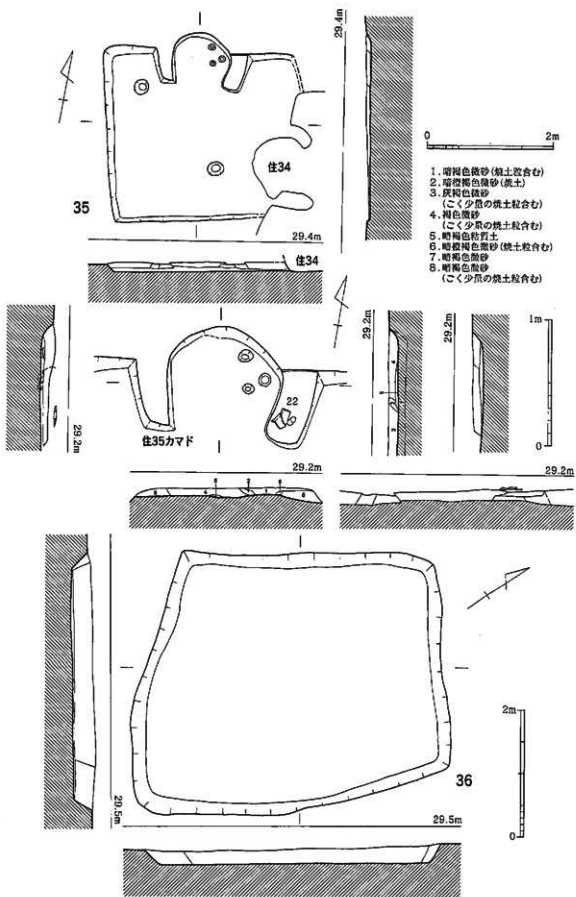 29.4m
29.4m
0 2m
1. 暗褐色微砂(焼土粒含む)
2. 暗橙褐色微砂(焼土)
3. 灰褐色微砂
(ごく少量の焼土粒含む)
4. 褐色微砂
(ごく少量の焼土粒含む)
5. 暗褐色粘質土
6. 暗橙褐色微砂(焼土粒含む)
7. 暗褐色微砂
8. 暗褐色微砂
(ごく少量の焼土粒含む)
住34
35
29.4m
住34
29.2m
29.2m
1m
0
22
住35カマド
29.2m
29.2m
29.2m
2m
0
36
29.5m
29.5m